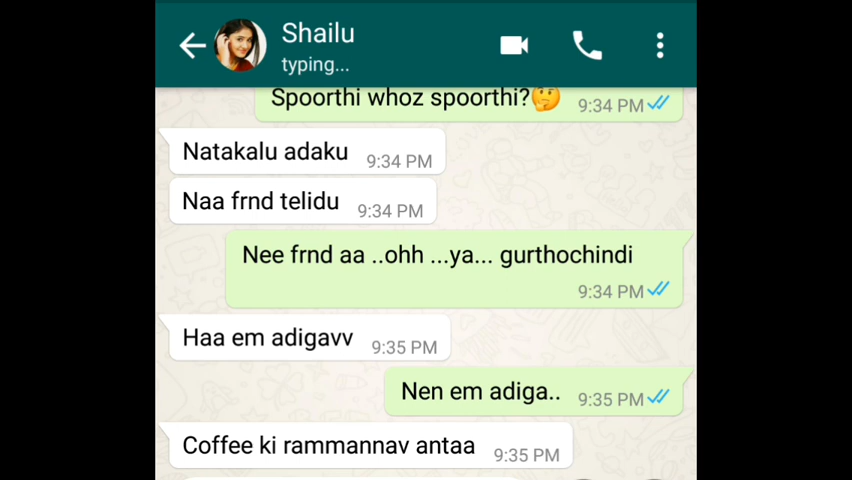 Shailu
typing...
Spoorthi whoz spoorthi?🤔 9:34 PM
Natakalu adaku 9:34 PM
Naa frnd telidu 9:34 PM
Nee frnd aa ..ohh ...ya... gurthochindi
9:34 PM
Haa em adigavv 9:35 PM
Nen em adiga.. 9:35 PM
Coffee ki rammannav antaa 9:35 PM